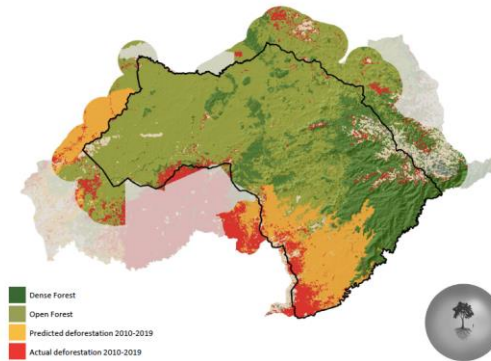 Dense Forest
Open Forest
Predicted deforestation 2010-2019
Actual deforestation 2010-2019